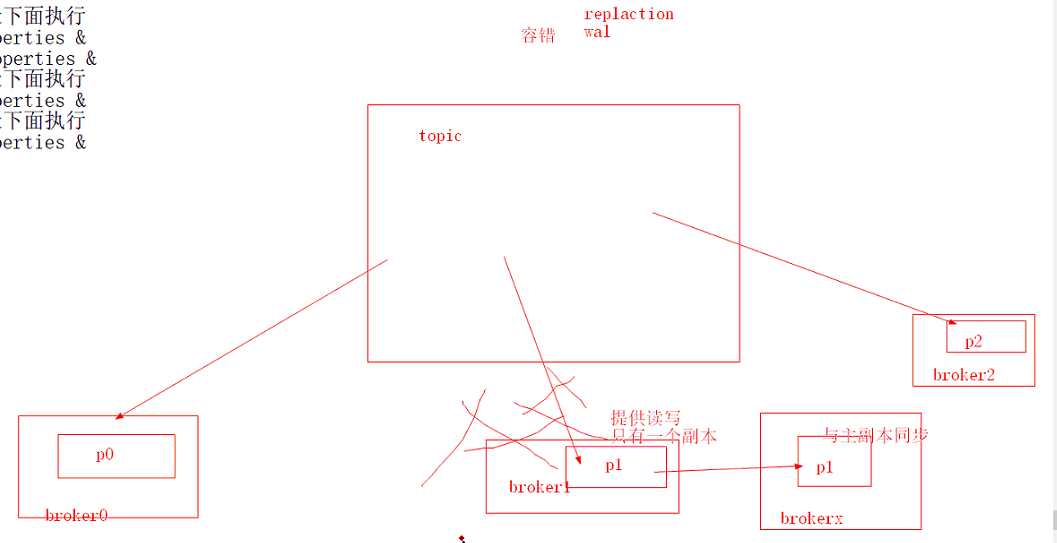 下面执行
perties &
operties &
下面执行
perties &
下面执行
perties &
容错
replaction
wal
topic
p2
broker2
提供读写
只有一个副本
与主副本同步
p0
broker0
p1
broker1
p1
brokerx